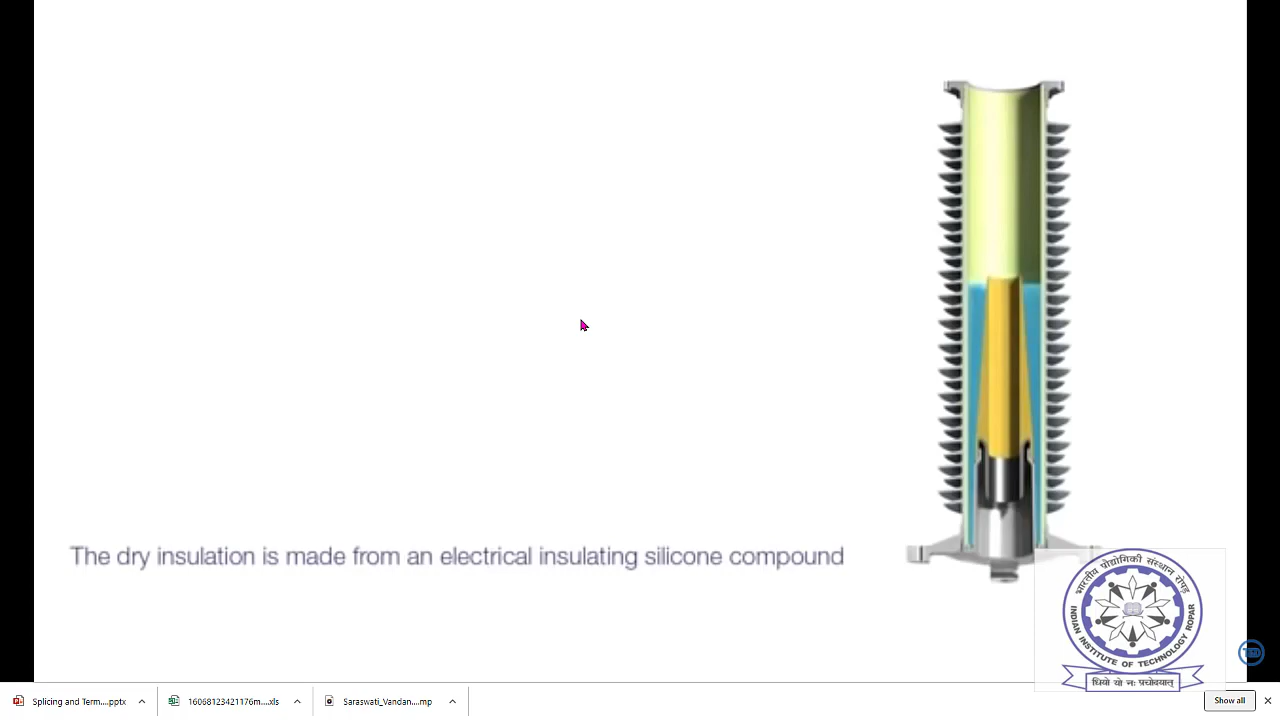 The dry insulation is made from an electrical insulating silicone compound
भारतीय प्रौद्योगिकी संस्थान रोपड़
INDIAN INSTITUTE OF TECHNOLOGY ROPAR
धियो यो नः प्रचोदयात्
Splicing and Term....pptx
16068123421176m....xls
Saraswati_Vandan....mp
Show all